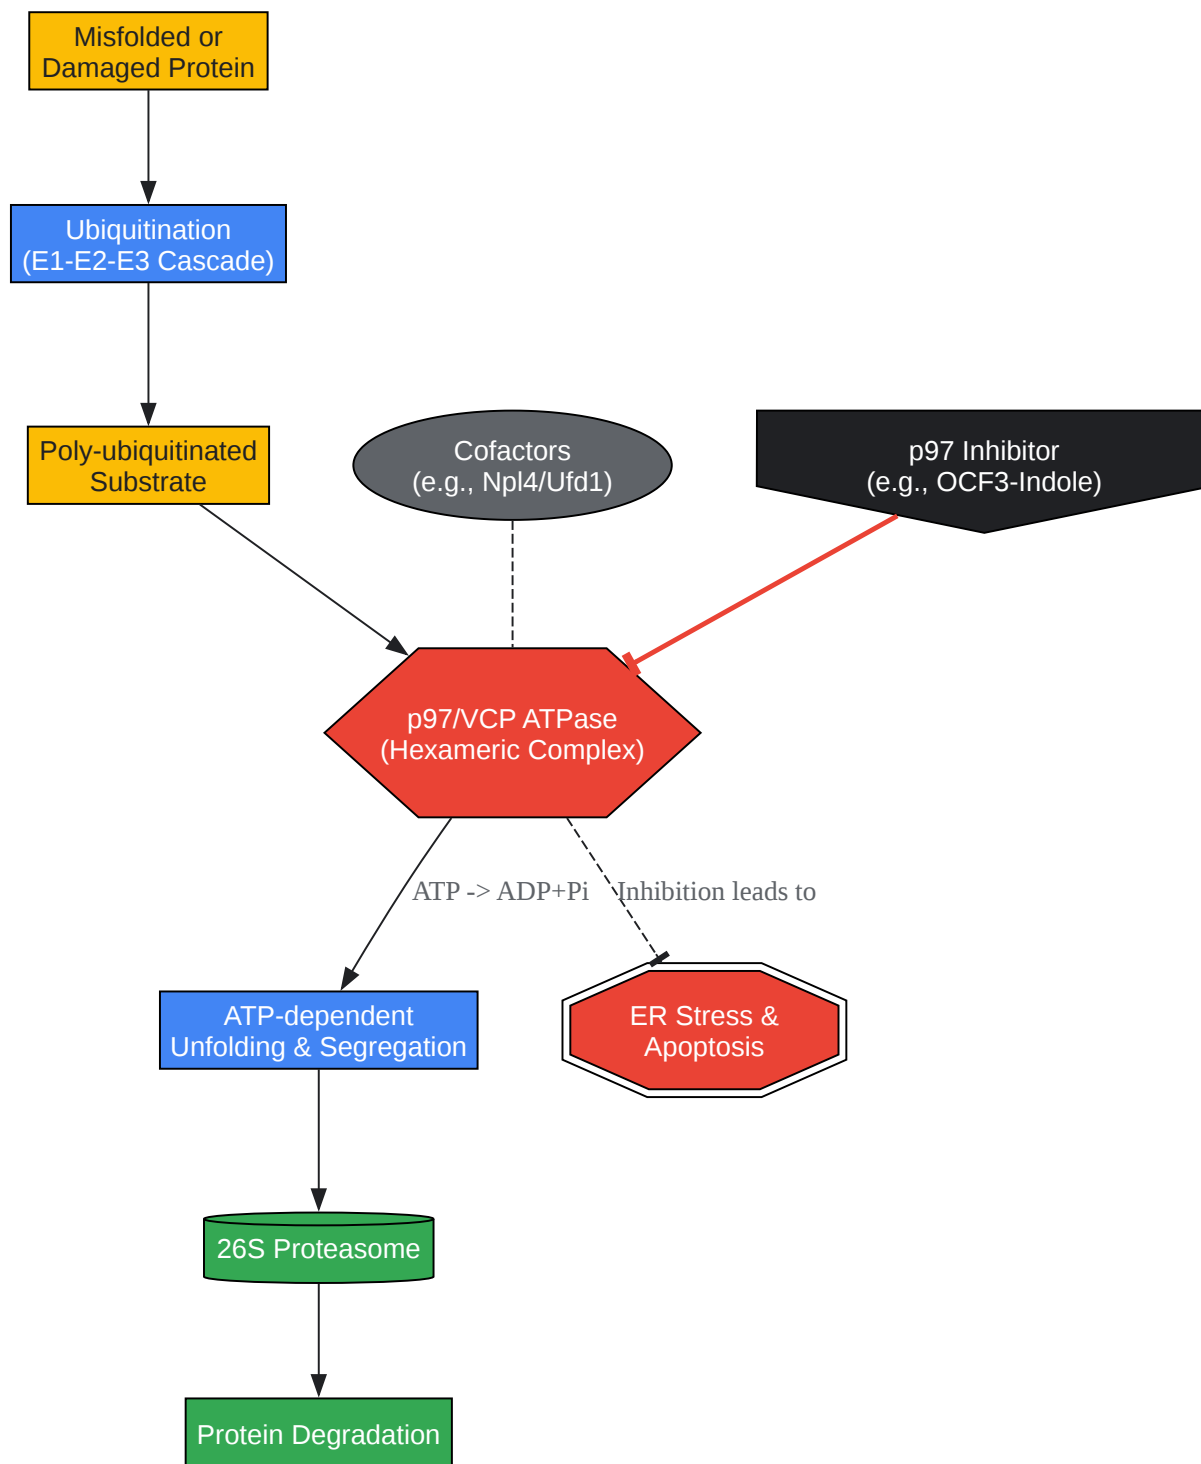 Misfolded or
Damaged Protein
Ubiquitination
(E1-E2-E3 Cascade)
Poly-ubiquitinated
Substrate
Cofactors
(e.g., Npl4/Ufd1)
p97 Inhibitor
(e.g., OCF3-Indole)
p97/VCP ATPase
(Hexameric Complex)
ATP -> ADP+Pi
Inhibition leads to
ATP-dependent
Unfolding & Segregation
ER Stress &
Apoptosis
26S Proteasome
Protein Degradation